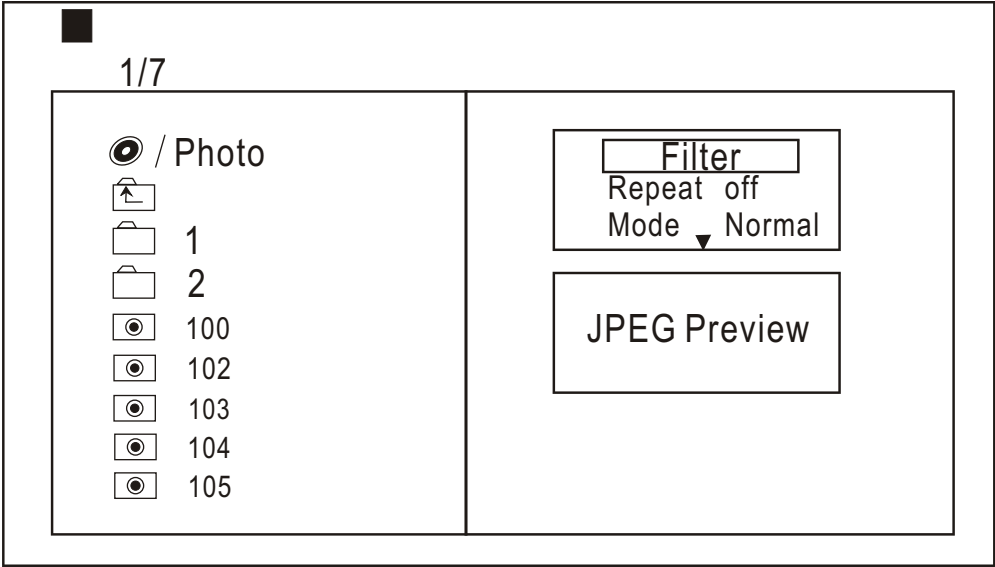 1/7
/ Photo
1
2
100
102
103
104
105
Filter
Repeat off
Mode Normal
JPEG Preview